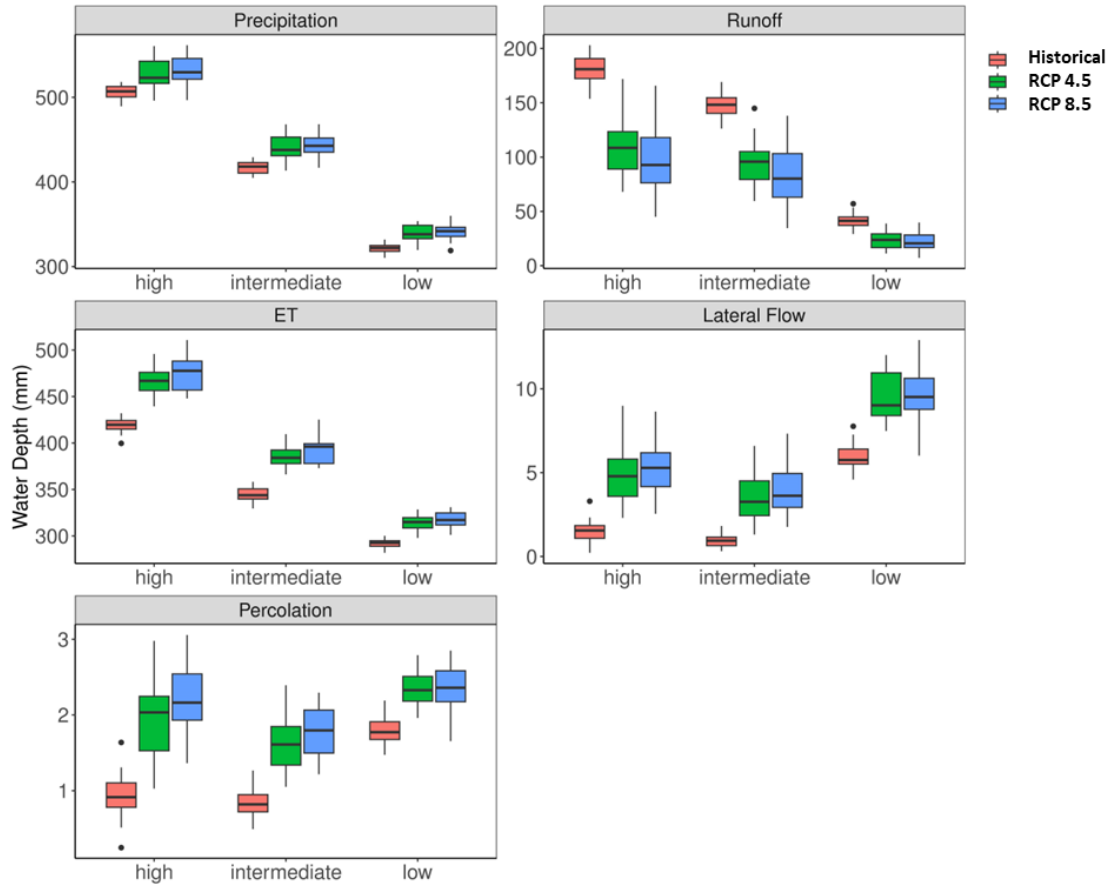 Precipitation
500
400
300
high intermediate low
Runoff
200
150
100
50
0
high intermediate low
Historical
RCP 4.5
RCP 8.5
Water Depth (mm)
ET
500
450
400
350
300
high intermediate low
Lateral Flow
10
5
0
high intermediate low
Percolation
3
2
1
high intermediate low